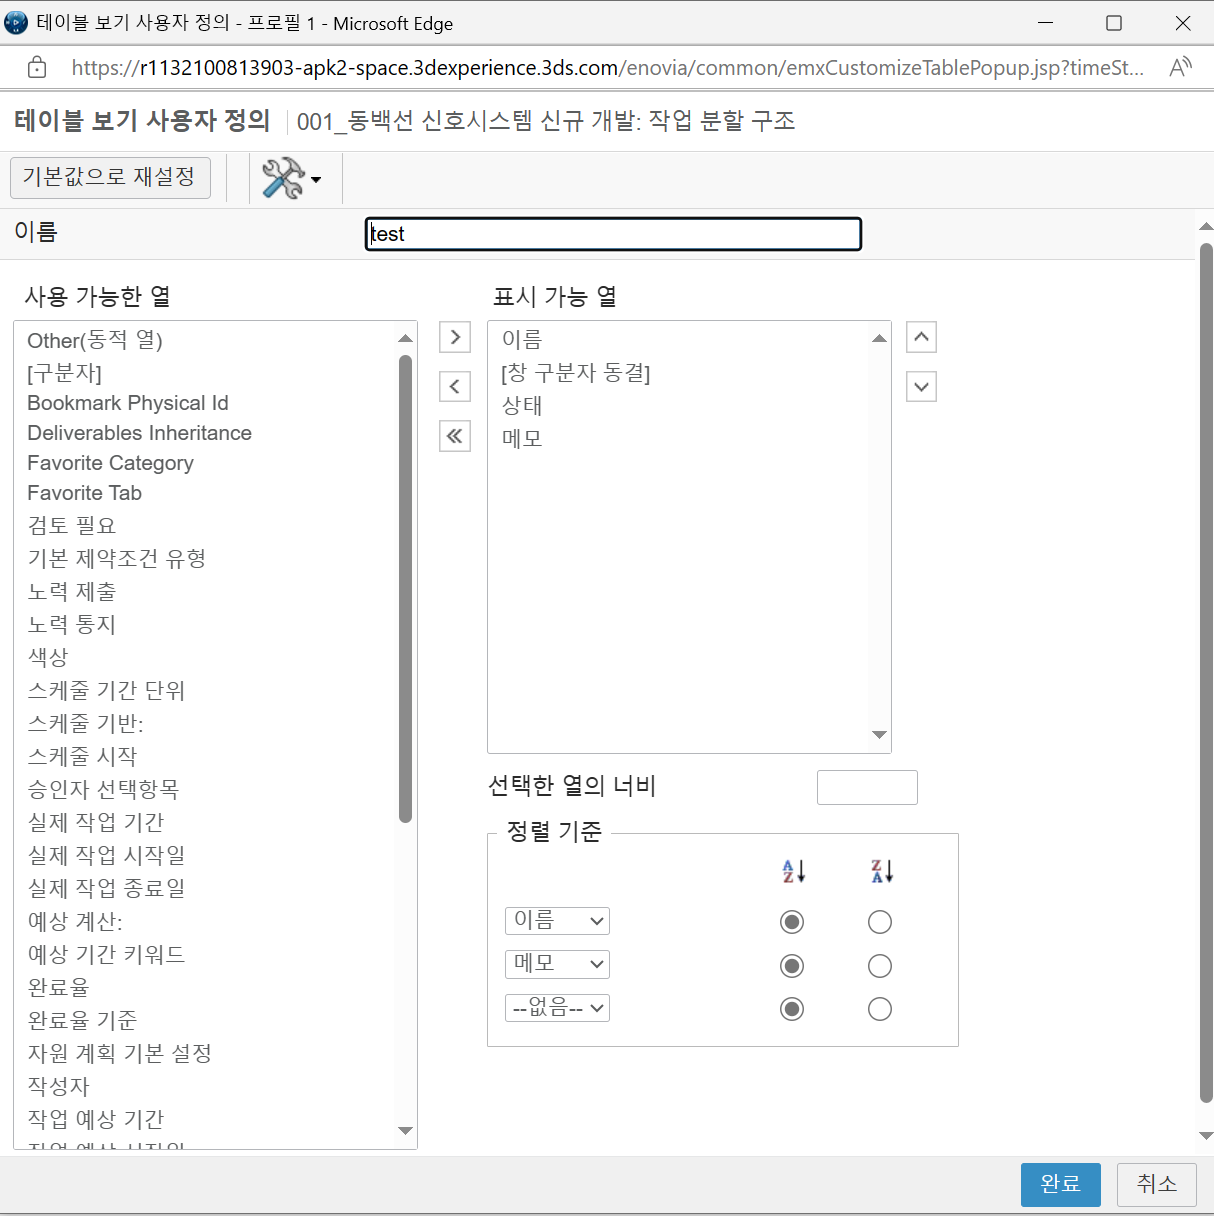 테이블 보기 사용자 정의 - 프로필 1 - Microsoft Edge
https://r1132100813903-apk2-space.3dexperience.3ds.com/enovia/common/emxCustomizeTablePopup.jsp?timeSt...
테이블 보기 사용자 정의 001_동백선 신호시스템 신규 개발: 작업 분할 구조
기본값으로 재설정
이름 test
사용 가능한 열
Other(동적 열)
[구분자]
Bookmark Physical Id
Deliverables Inheritance
Favorite Category
Favorite Tab
검토 필요
기본 제약조건 유형
노력 제출
노력 통지
색상
스케줄 기간 단위
스케줄 기반:
스케줄 시작
승인자 선택항목
실제 작업 기간
실제 작업 시작일
실제 작업 종료일
예상 계산:
예상 기간 키워드
완료율
완료율 기준
자원 계획 기본 설정
작성자
작업 예상 기간
표시 가능 열
이름
[창 구분자 동결]
상태
메모
선택한 열의 너비
정렬 기준
A Z Z A
이름
메모
--없음--
완료 취소